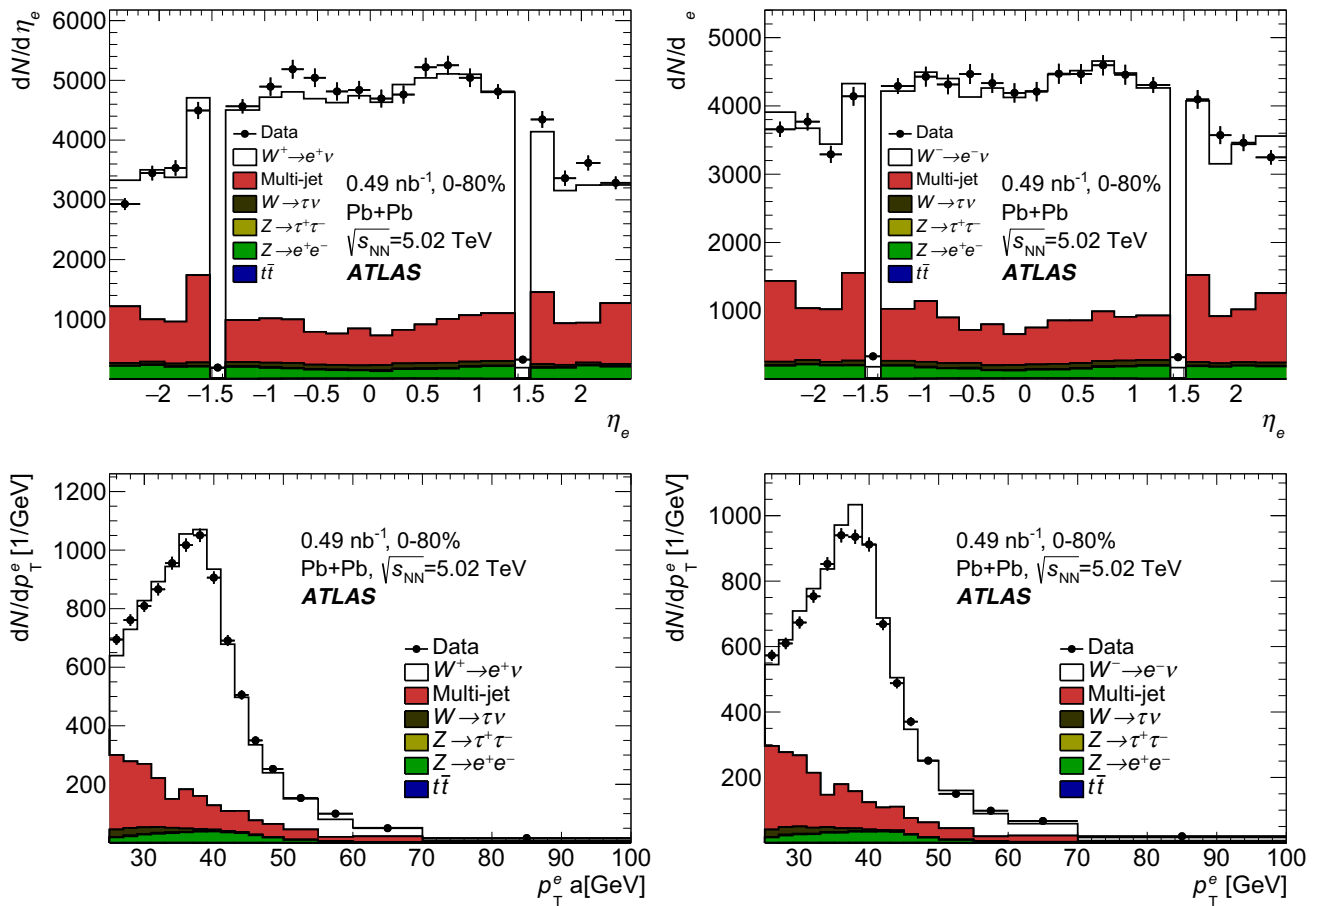 dN/dη_e
6000
5000
4000
3000
2000
1000
Data
W⁺→e⁺ν
Multi-jet
W→τν
Z→τ⁺τ⁻
Z→e⁺e⁻
tt̄
0.49 nb⁻¹, 0-80%
Pb+Pb
√s_NN=5.02 TeV
ATLAS
−2 −1.5 −1 −0.5 0 0.5 1 1.5 2
η_e
dN/d e
5000
4000
3000
2000
1000
Data
W⁻→e⁻ν
Multi-jet
W→τν
Z→τ⁺τ⁻
Z→e⁺e⁻
tt̄
0.49 nb⁻¹, 0-80%
Pb+Pb
√s_NN=5.02 TeV
ATLAS
−2 −1.5 −1 −0.5 0 0.5 1 1.5 2
η_e
dN/dp_T^e [1/GeV]
1200
1000
800
600
400
200
0.49 nb⁻¹, 0-80%
Pb+Pb, √s_NN=5.02 TeV
ATLAS
Data
W⁺→e⁺ν
Multi-jet
W→τν
Z→τ⁺τ⁻
Z→e⁺e⁻
tt̄
30 40 50 60 70 80 90 100
p_T^e a[GeV]
dN/dp_T^e [1/GeV]
1000
800
600
400
200
0.49 nb⁻¹, 0-80%
Pb+Pb, √s_NN=5.02 TeV
ATLAS
Data
W⁻→e⁻ν
Multi-jet
W→τν
Z→τ⁺τ⁻
Z→e⁺e⁻
tt̄
30 40 50 60 70 80 90 100
p_T^e [GeV]